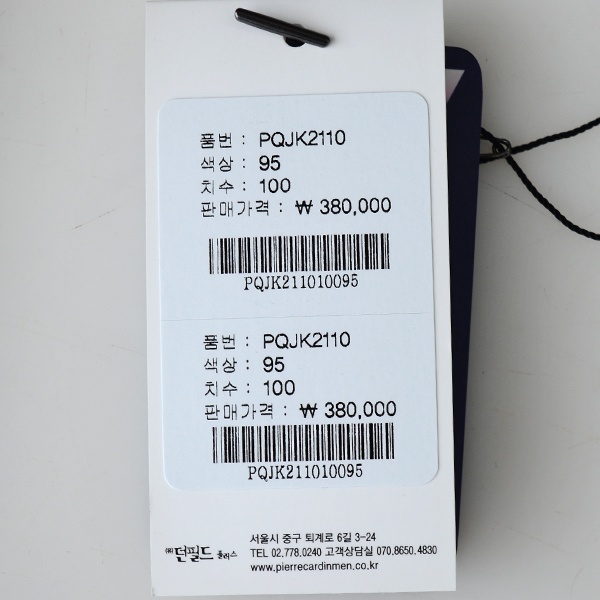 품번 : PQJK2110
색상 : 95
치수 : 100
판매가격 : ₩ 380,000
PQJK211010095
품번 : PQJK2110
색상 : 95
치수 : 100
판매가격 : ₩ 380,000
PQJK211010095
㈜던필드 플러스
서울시 중구 퇴계로 6길 3-24
TEL 02.778.0240 고객상담실 070.8650.4830
www.pierrecardinmen.co.kr